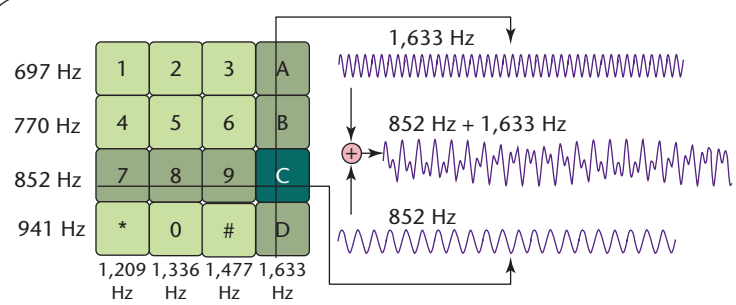 1,633 Hz
697 Hz 1 2 3 A
770 Hz 4 5 6 B
852 Hz + 1,633 Hz
+
852 Hz 7 8 9 C
941 Hz * 0 # D
852 Hz
1,209 1,336 1,477 1,633
Hz Hz Hz Hz